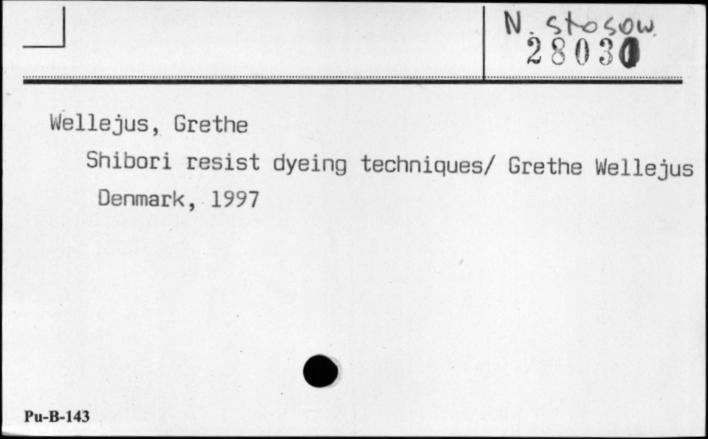 N. stosow.
2803
Wellejus, Grethe
Shibori resist dyeing techniques/ Grethe Wellejus
Denmark, 1997
Pu-B-143